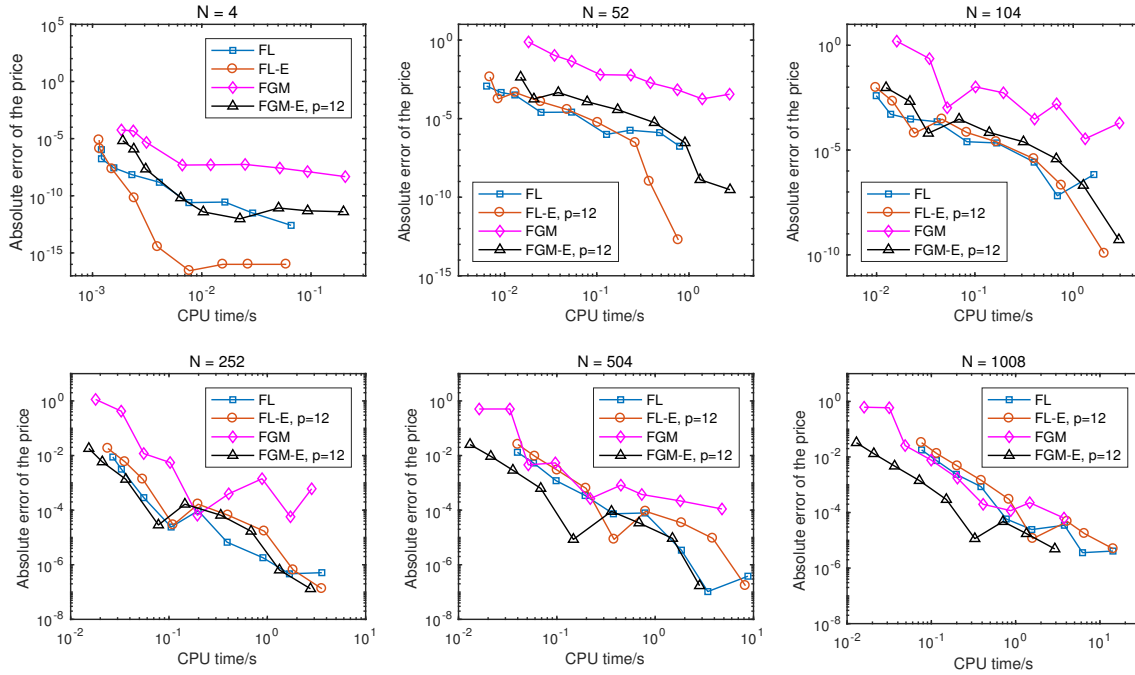 N = 4
10^5
10^0
10^-5
10^-10
10^-15
10^-3
10^-2
10^-1
Absolute error of the price
CPU time/s
FL
FL-E
FGM
FGM-E, p=12
N = 52
10^0
10^-5
10^-10
10^-15
10^-2
10^-1
10^0
Absolute error of the price
CPU time/s
FL
FL-E, p=12
FGM
FGM-E, p=12
N = 104
10^0
10^-5
10^-10
10^-2
10^-1
10^0
Absolute error of the price
CPU time/s
FL
FL-E, p=12
FGM
FGM-E, p=12
N = 252
10^0
10^-2
10^-4
10^-6
10^-8
10^-2
10^-1
10^0
10^1
Absolute error of the price
CPU time/s
FL
FL-E, p=12
FGM
FGM-E, p=12
N = 504
10^0
10^-2
10^-4
10^-6
10^-8
10^-2
10^-1
10^0
10^1
Absolute error of the price
CPU time/s
FL
FL-E, p=12
FGM
FGM-E, p=12
N = 1008
10^0
10^-2
10^-4
10^-6
10^-8
10^-2
10^-1
10^0
10^1
Absolute error of the price
CPU time/s
FL
FL-E, p=12
FGM
FGM-E, p=12